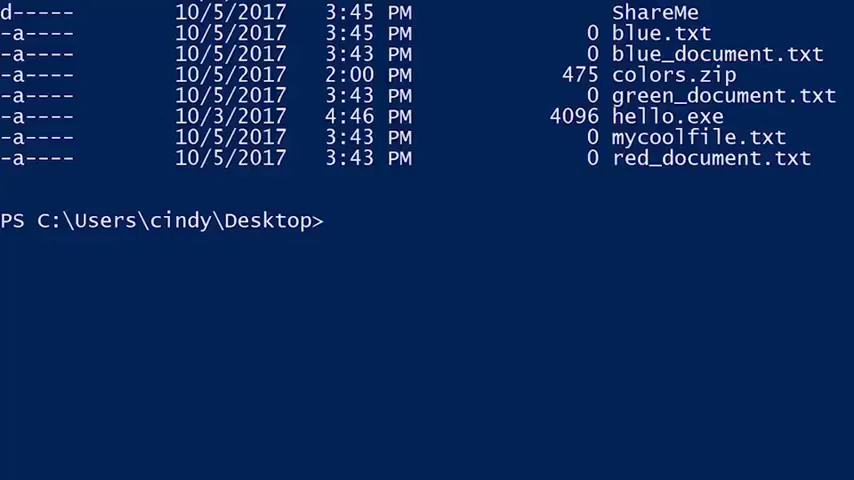 d----- 10/5/2017 3:45 PM ShareMe
-a---- 10/5/2017 3:45 PM 0 blue.txt
-a---- 10/5/2017 3:43 PM 0 blue_document.txt
-a---- 10/5/2017 2:00 PM 475 colors.zip
-a---- 10/5/2017 3:43 PM 0 green_document.txt
-a---- 10/3/2017 4:46 PM 4096 hello.exe
-a---- 10/5/2017 3:43 PM 0 mycoolfile.txt
-a---- 10/5/2017 3:43 PM 0 red_document.txt
PS C:\Users\cindy\Desktop>